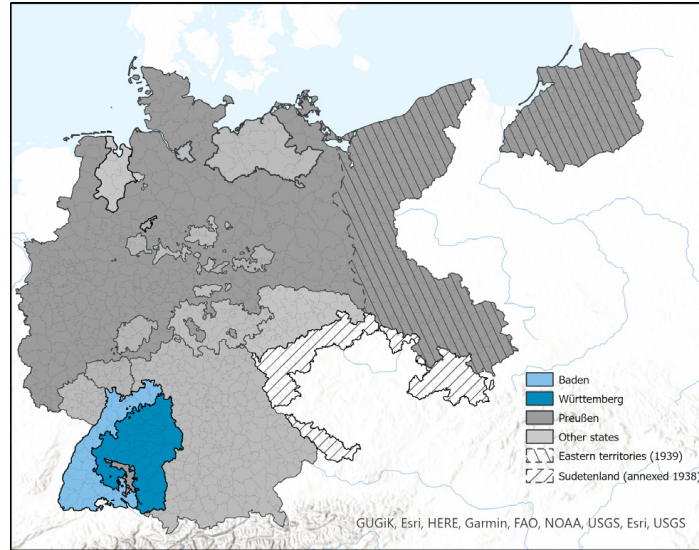 Baden
Württemberg
Preußen
Other states
Eastern territories (1939)
Sudetenland (annexed 1938)
GUGiK, Esri, HERE, Garmin, FAO, NOAA, USGS, Esri, USGS